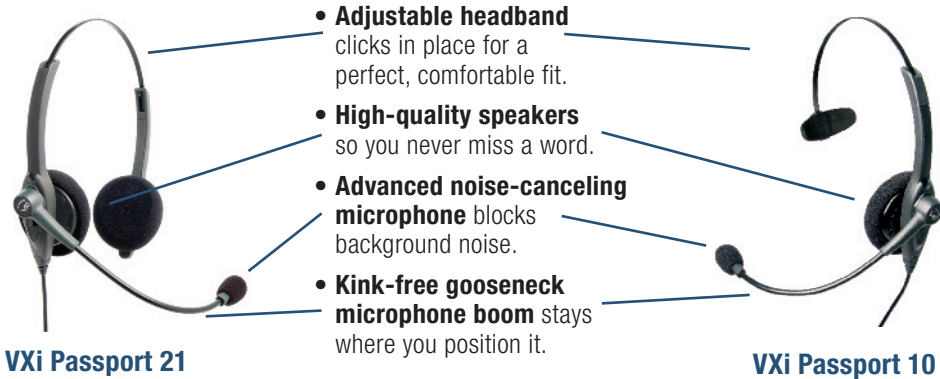 • Adjustable headband
clicks in place for a
perfect, comfortable fit.
• High-quality speakers
so you never miss a word.
• Advanced noise-canceling
microphone blocks
background noise.
• Kink-free gooseneck
microphone boom stays
where you position it.
VXi Passport 21
VXi Passport 10